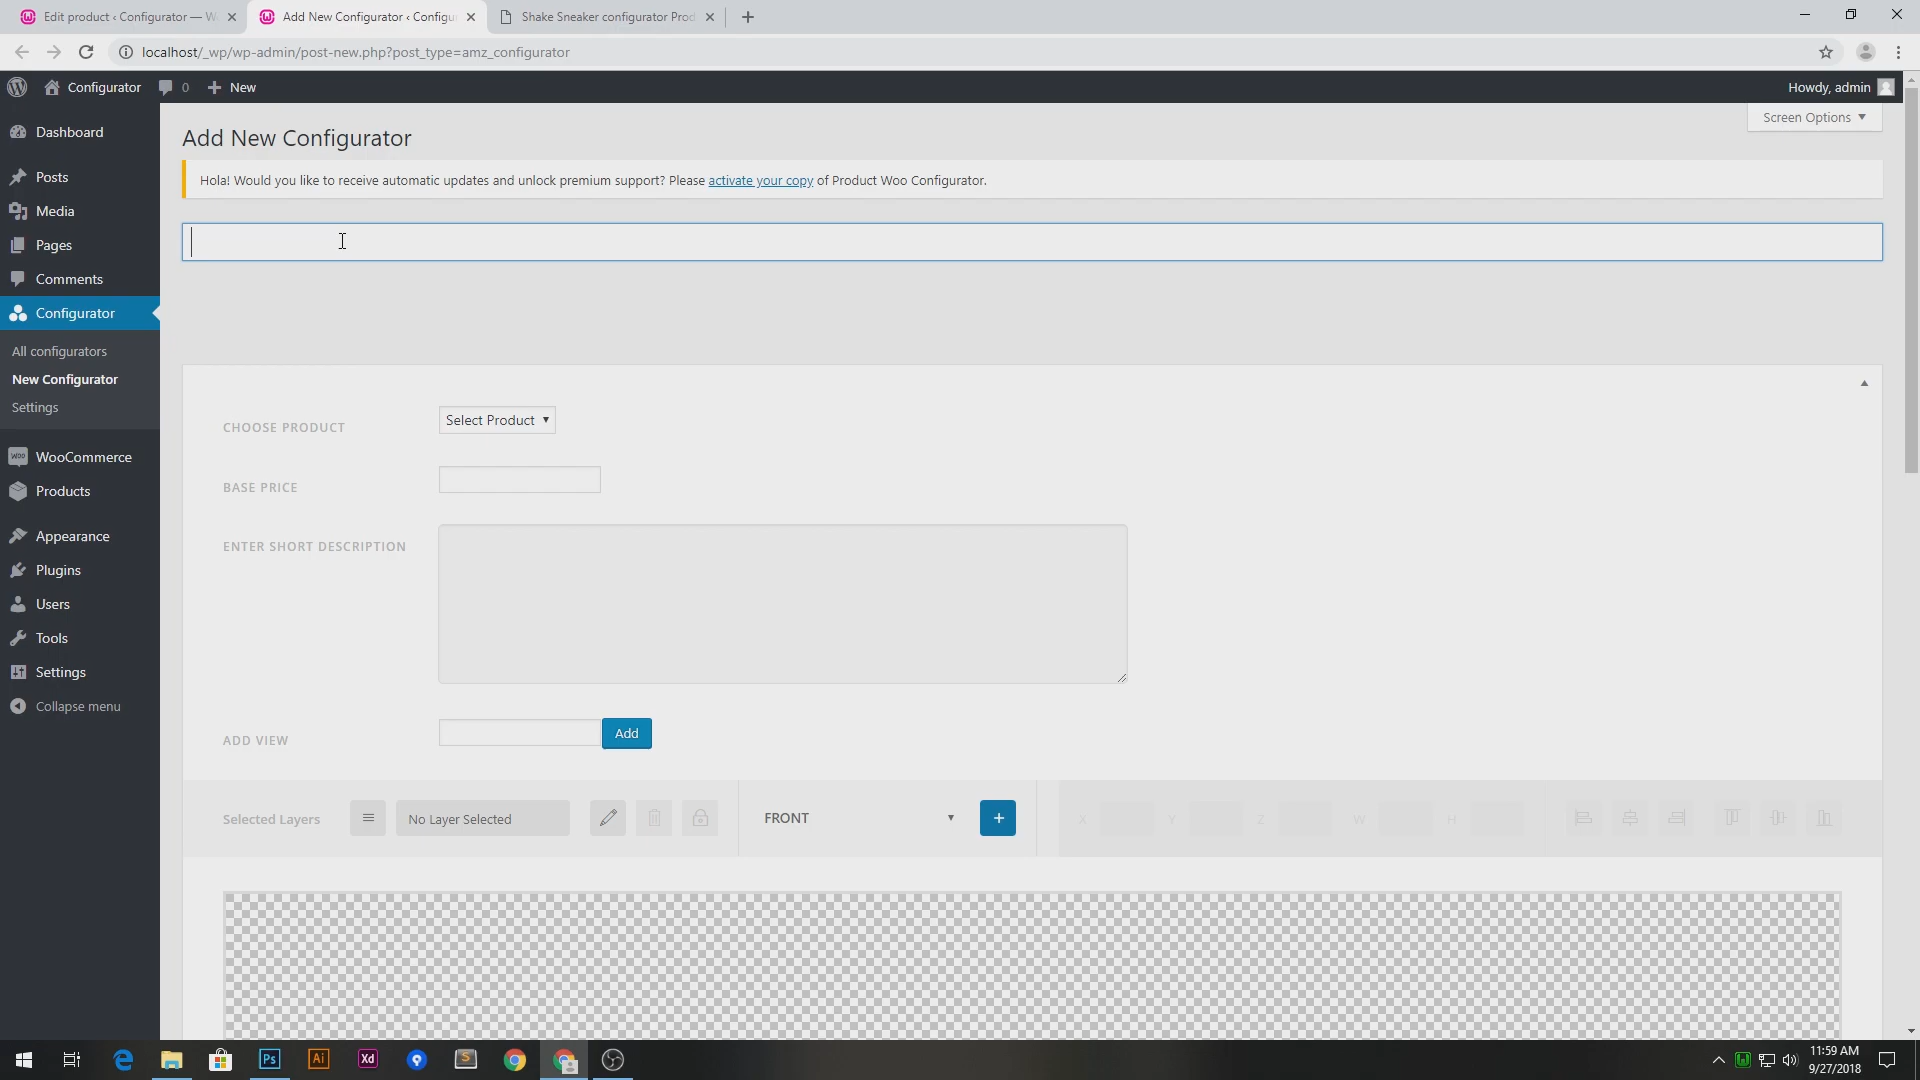 Edit product ‹ Configurator — W
Add New Configurator ‹ Configu
Shake Sneaker configurator Prod
localhost/_wp/wp-admin/post-new.php?post_type=amz_configurator
Configurator
0
New
Howdy, admin
Screen Options
Dashboard
Posts
Media
Pages
Comments
Configurator
All configurators
New Configurator
Settings
WooCommerce
Products
Appearance
Plugins
Users
Tools
Settings
Collapse menu
Add New Configurator
Hola! Would you like to receive automatic updates and unlock premium support? Please activate your copy of Product Woo Configurator.
CHOOSE PRODUCT
Select Product
BASE PRICE
ENTER SHORT DESCRIPTION
ADD VIEW
Add
Selected Layers
No Layer Selected
FRONT
+
X
Y
Z
W
H
Ps
Ai
Xd
S
11:59 AM
9/27/2018